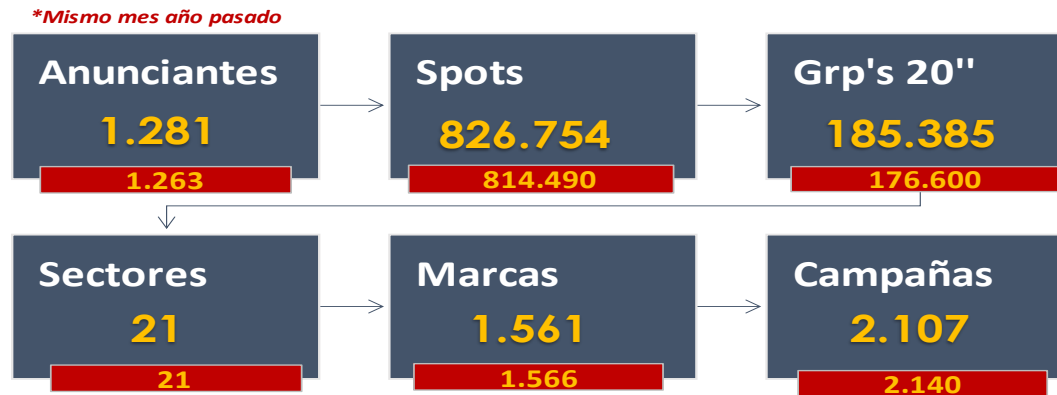 *Mismo mes año pasado
Anunciantes
1.281
1.263
Spots
826.754
814.490
Grp's 20''
185.385
176.600
Sectores
21
21
Marcas
1.561
1.566
Campañas
2.107
2.140